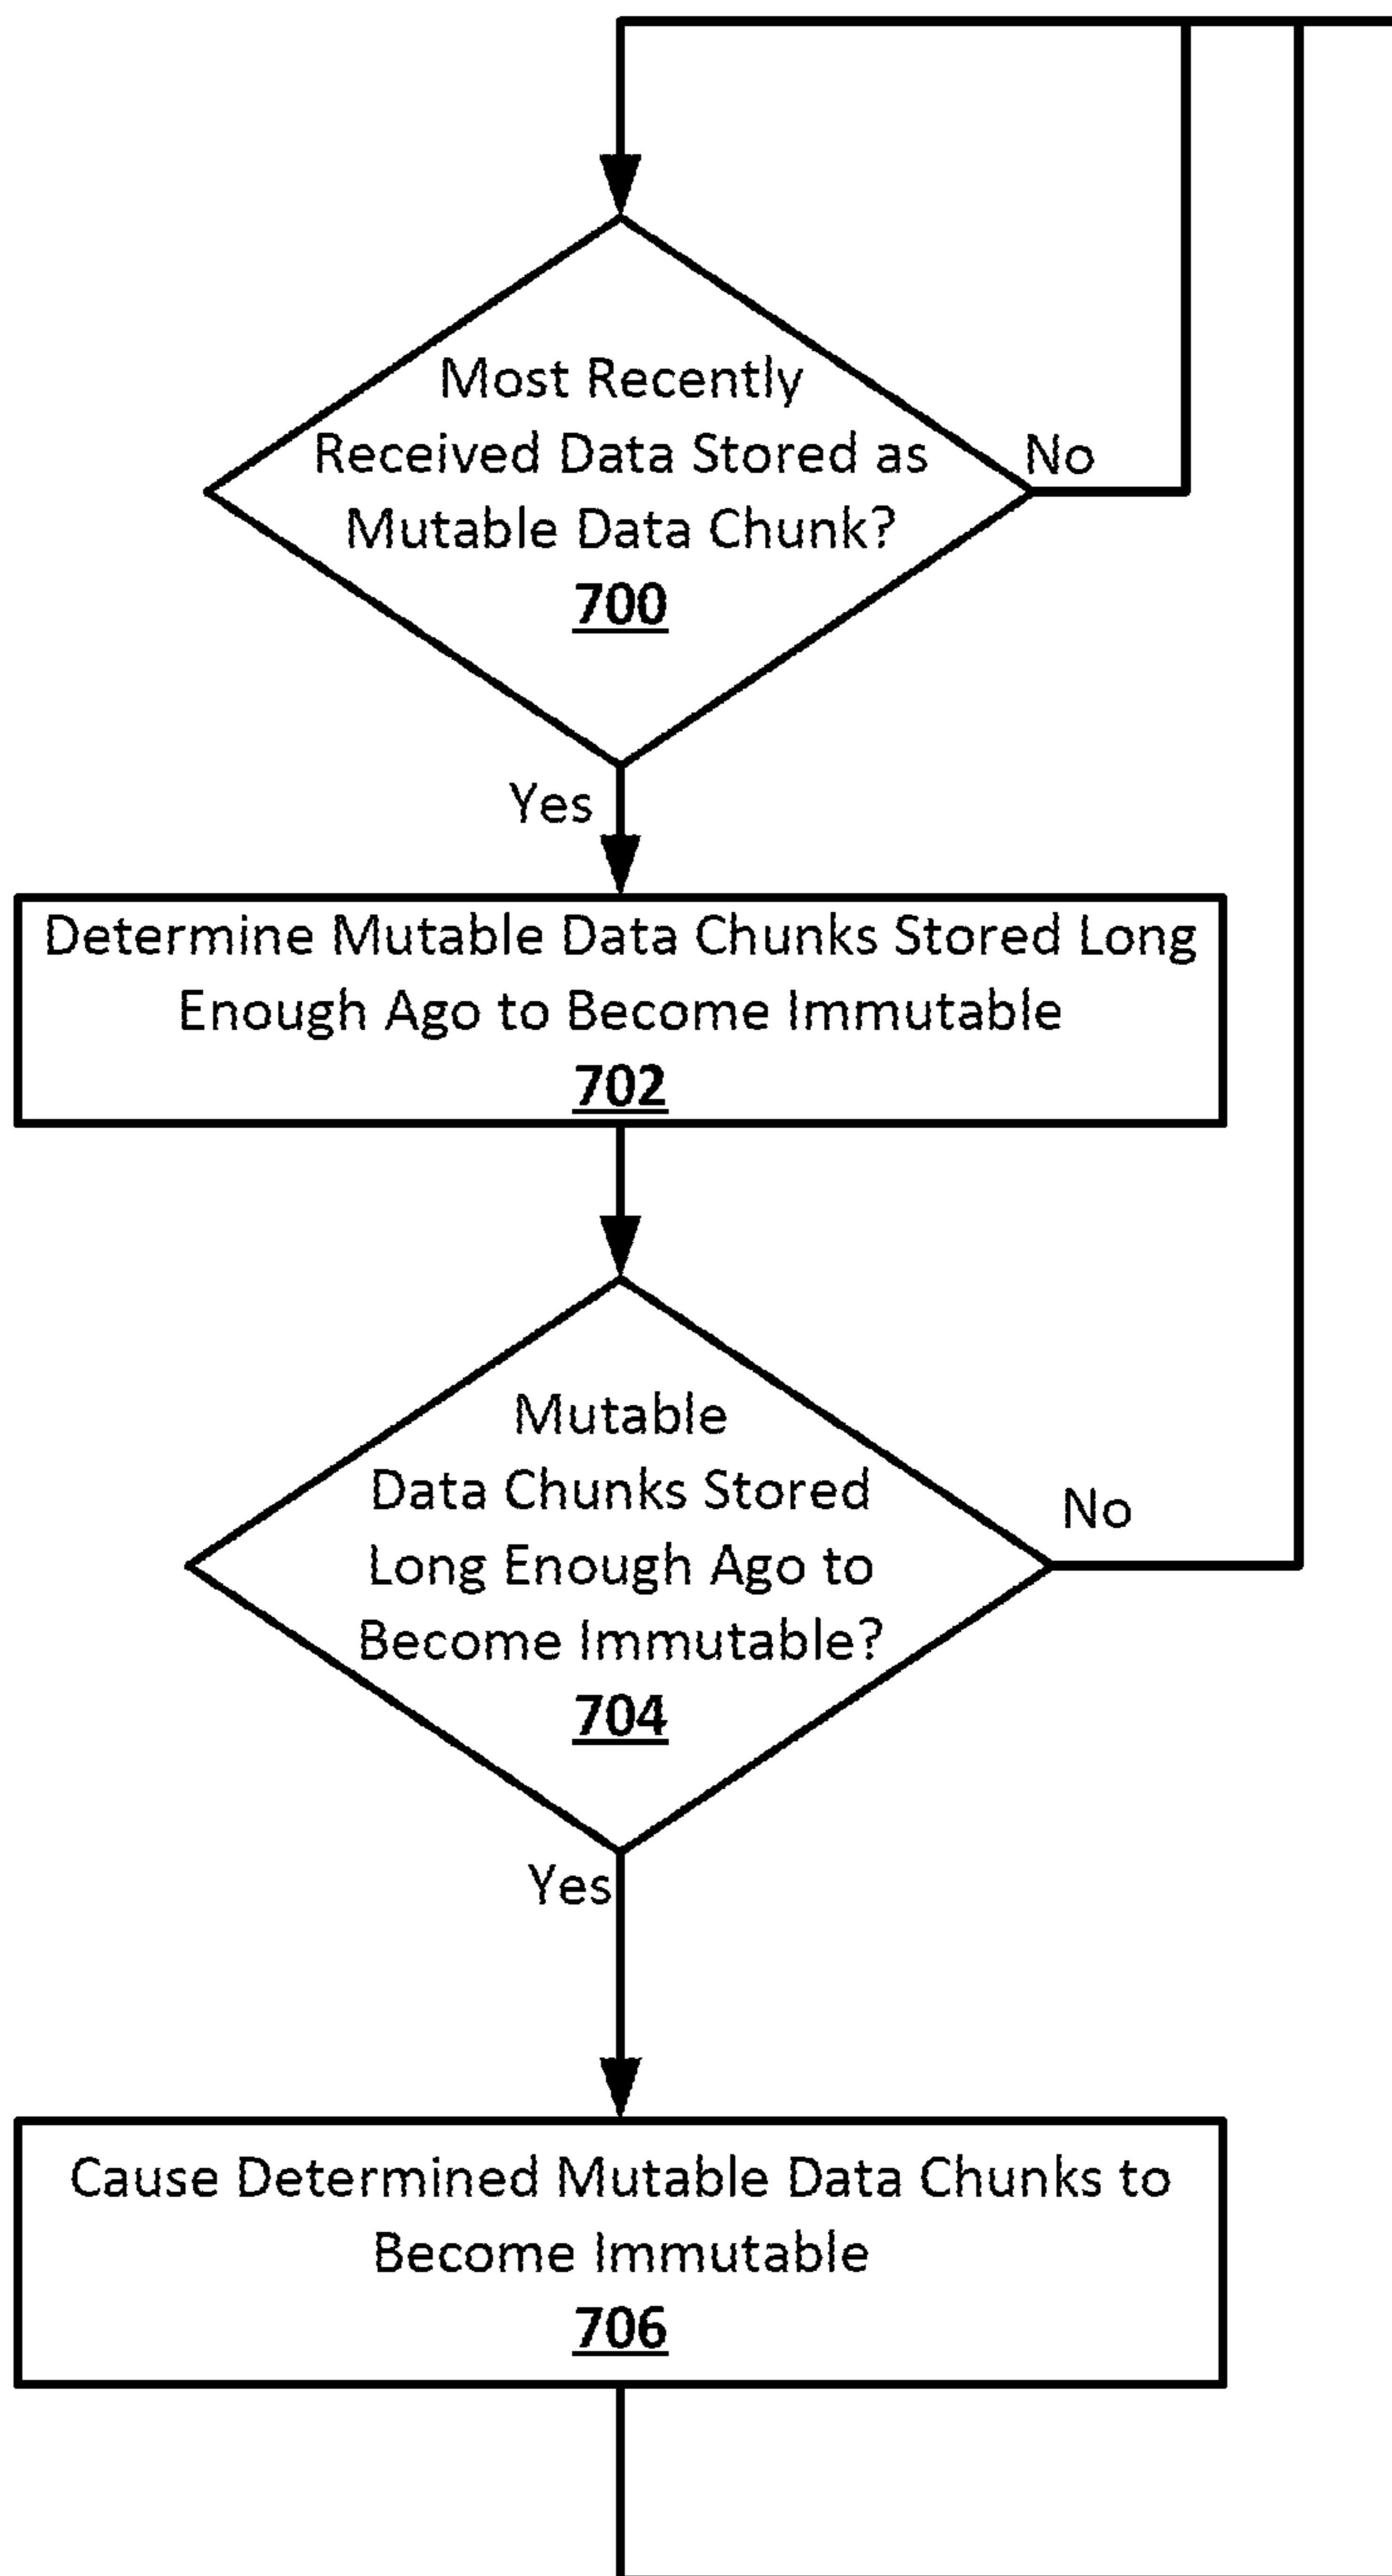 Most Recently
Received Data Stored as
Mutable Data Chunk?
700
No
Yes
Determine Mutable Data Chunks Stored Long
Enough Ago to Become Immutable
702
Mutable
Data Chunks Stored
Long Enough Ago to
Become Immutable?
704
No
Yes
Cause Determined Mutable Data Chunks to
Become Immutable
706